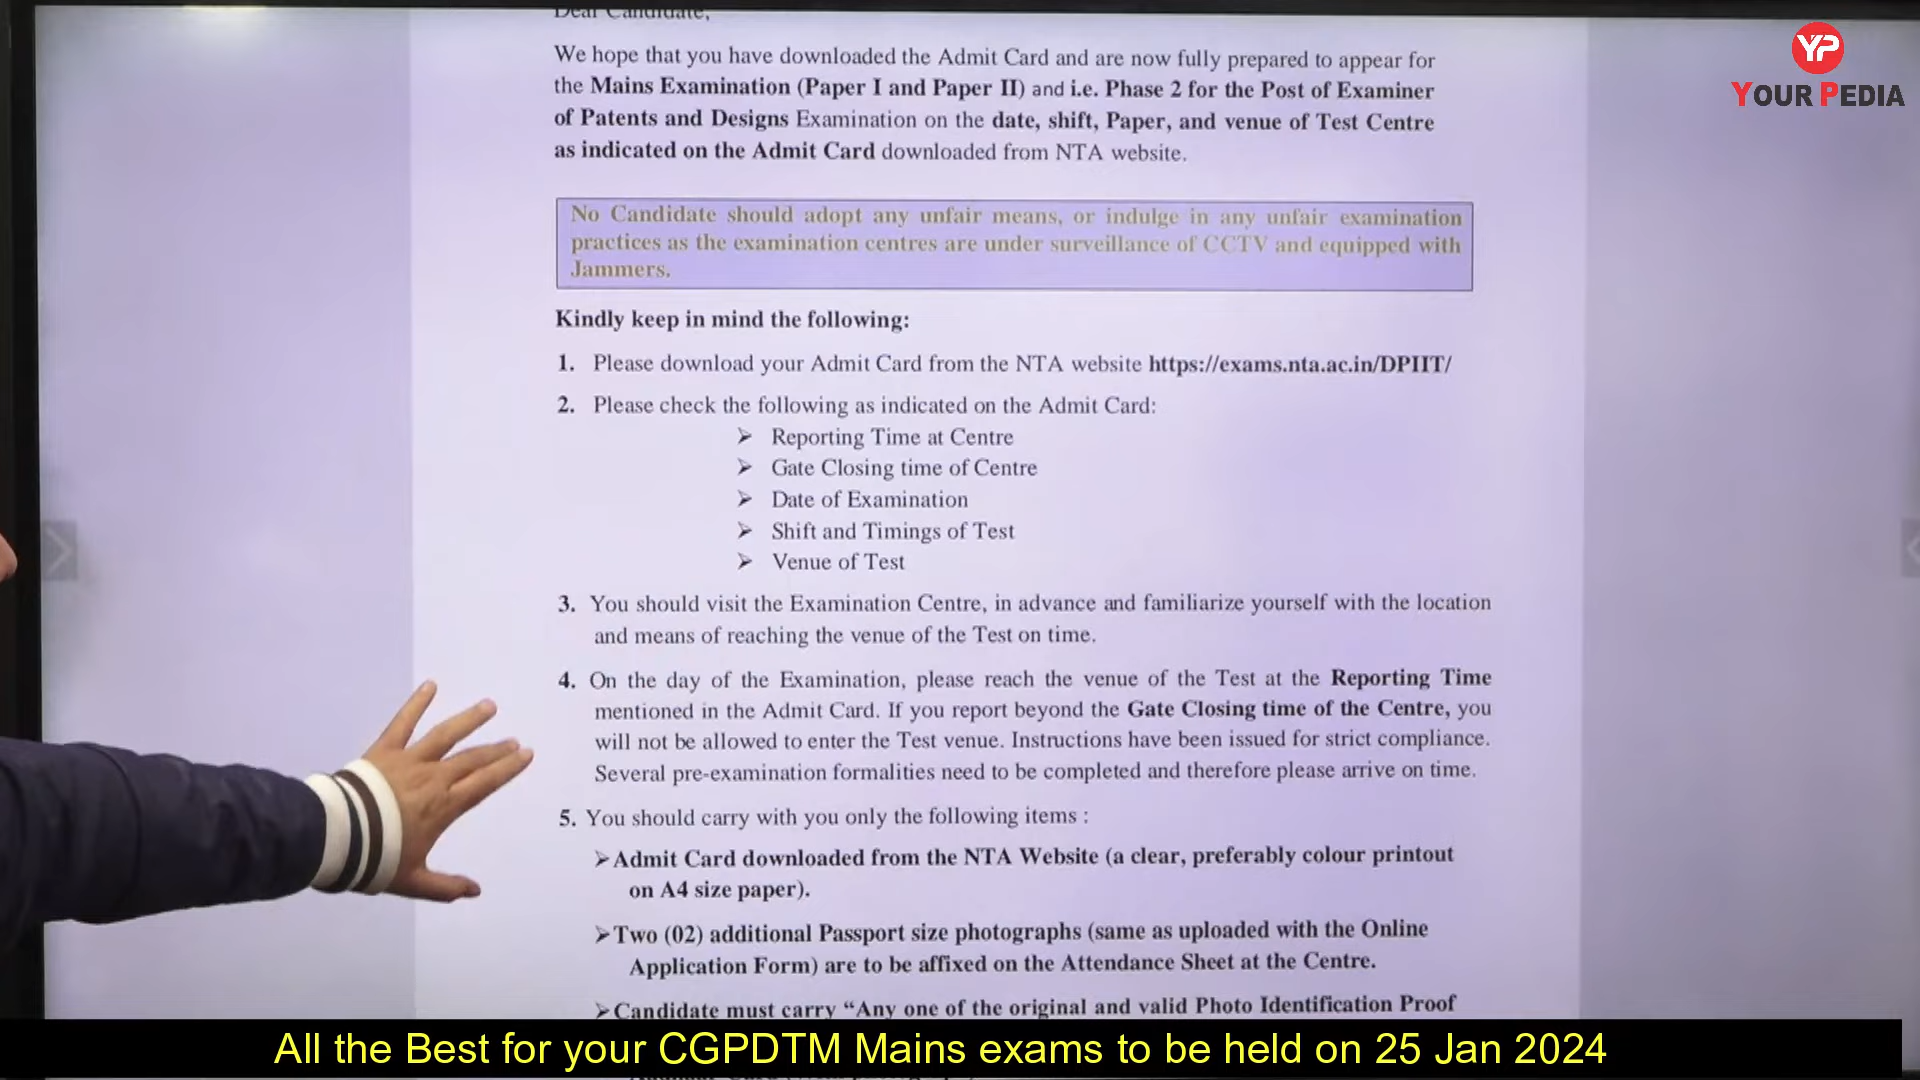 Dear Candidate,
YP
YOUR PEDIA
We hope that you have downloaded the Admit Card and are now fully prepared to appear for
the Mains Examination (Paper I and Paper II) and i.e. Phase 2 for the Post of Examiner
of Patents and Designs Examination on the date, shift, Paper, and venue of Test Centre
as indicated on the Admit Card downloaded from NTA website.
No Candidate should adopt any unfair means, or indulge in any unfair examination
practices as the examination centres are under surveillance of CCTV and equipped with
Jammers.
Kindly keep in mind the following:
1. Please download your Admit Card from the NTA website https://exams.nta.ac.in/DPIIT/
2. Please check the following as indicated on the Admit Card:
➢ Reporting Time at Centre
➢ Gate Closing time of Centre
➢ Date of Examination
➢ Shift and Timings of Test
➢ Venue of Test
3. You should visit the Examination Centre, in advance and familiarize yourself with the location
and means of reaching the venue of the Test on time.
4. On the day of the Examination, please reach the venue of the Test at the Reporting Time
mentioned in the Admit Card. If you report beyond the Gate Closing time of the Centre, you
will not be allowed to enter the Test venue. Instructions have been issued for strict compliance.
Several pre-examination formalities need to be completed and therefore please arrive on time.
5. You should carry with you only the following items :
➢Admit Card downloaded from the NTA Website (a clear, preferably colour printout
on A4 size paper).
➢Two (02) additional Passport size photographs (same as uploaded with the Online
Application Form) are to be affixed on the Attendance Sheet at the Centre.
➢Candidate must carry “Any one of the original and valid Photo Identification Proof
All the Best for your CGPDTM Mains exams to be held on 25 Jan 2024